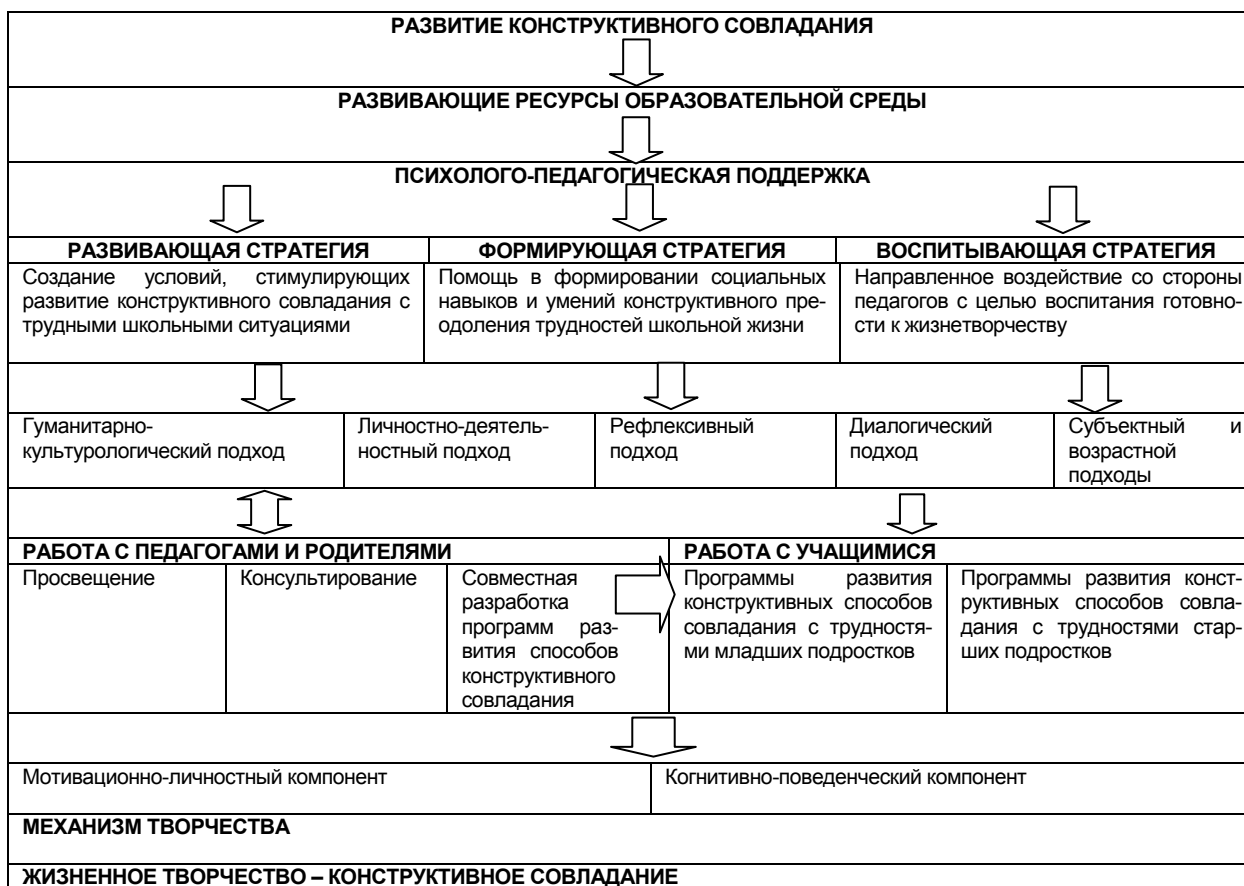 РАЗВИТИЕ КОНСТРУКТИВНОГО СОВЛАДАНИЯ
РАЗВИВАЮЩИЕ РЕСУРСЫ ОБРАЗОВАТЕЛЬНОЙ СРЕДЫ
ПСИХОЛОГО-ПЕДАГОГИЧЕСКАЯ ПОДДЕРЖКА
РАЗВИВАЮЩАЯ СТРАТЕГИЯ
Создание условий, стимулирующих
развитие конструктивного совладания с
трудными школьными ситуациями
ФОРМИРУЮЩАЯ СТРАТЕГИЯ
Помощь в формировании социальных
навыков и умений конструктивного пре-
одоления трудностей школьной жизни
ВОСПИТЫВАЮЩАЯ СТРАТЕГИЯ
Направленное воздействие со стороны
педагогов с целью воспитания готовно-
сти к жизнетворчеству
Гуманитарно-
культурологический подход
Личностно-деятель-
ностный подход
Рефлексивный
подход
Диалогический
подход
Субъектный и
возрастной
подходы
РАБОТА С ПЕДАГОГАМИ И РОДИТЕЛЯМИ
Просвещение
Консультирование
Совместная
разработка
программ раз-
вития способов
конструктивного
совладания
РАБОТА С УЧАЩИМИСЯ
Программы развития
конструктивных способов
совладания с трудностя-
ми младших подростков
Программы развития конст-
руктивных способов совла-
дания с трудностями стар-
ших подростков
Мотивационно-личностный компонент
Когнитивно-поведенческий компонент
МЕХАНИЗМ ТВОРЧЕСТВА
ЖИЗНЕННОЕ ТВОРЧЕСТВО – КОНСТРУКТИВНОЕ СОВЛАДАНИЕ